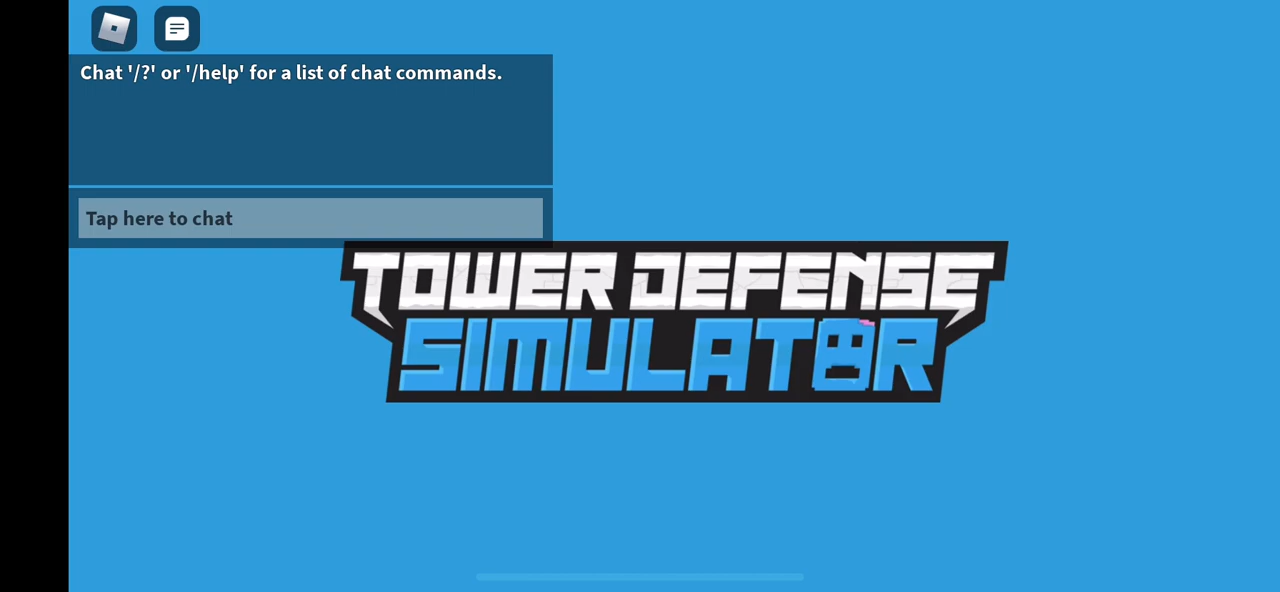 Chat '/?' or '/help' for a list of chat commands.
Tap here to chat
TOWER DEFENSE
SIMULATOR